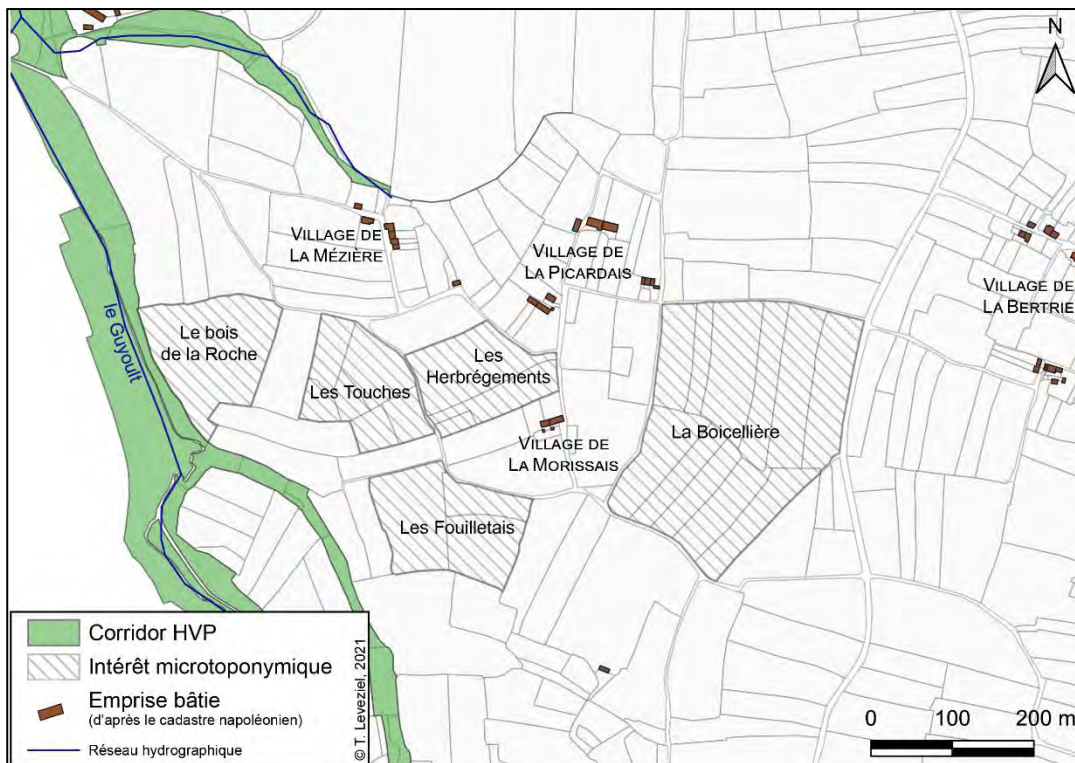 N
VILLAGE DE
LA MÉZIÈRE
VILLAGE DE
LA PICARDAIS
VILLAGE DE
LA BERTRIE
le Guyoult
Le bois
de la Roche
Les Touches
Les
Herbrégements
La Boicellière
VILLAGE DE
LA MORISSAIS
Les Fouilletais
Corridor HVP
Intérêt microtoponymique
Emprise bâtie
(d'après le cadastre napoléonien)
Réseau hydrographique
© T. Leveziel, 2021
0 100 200 m